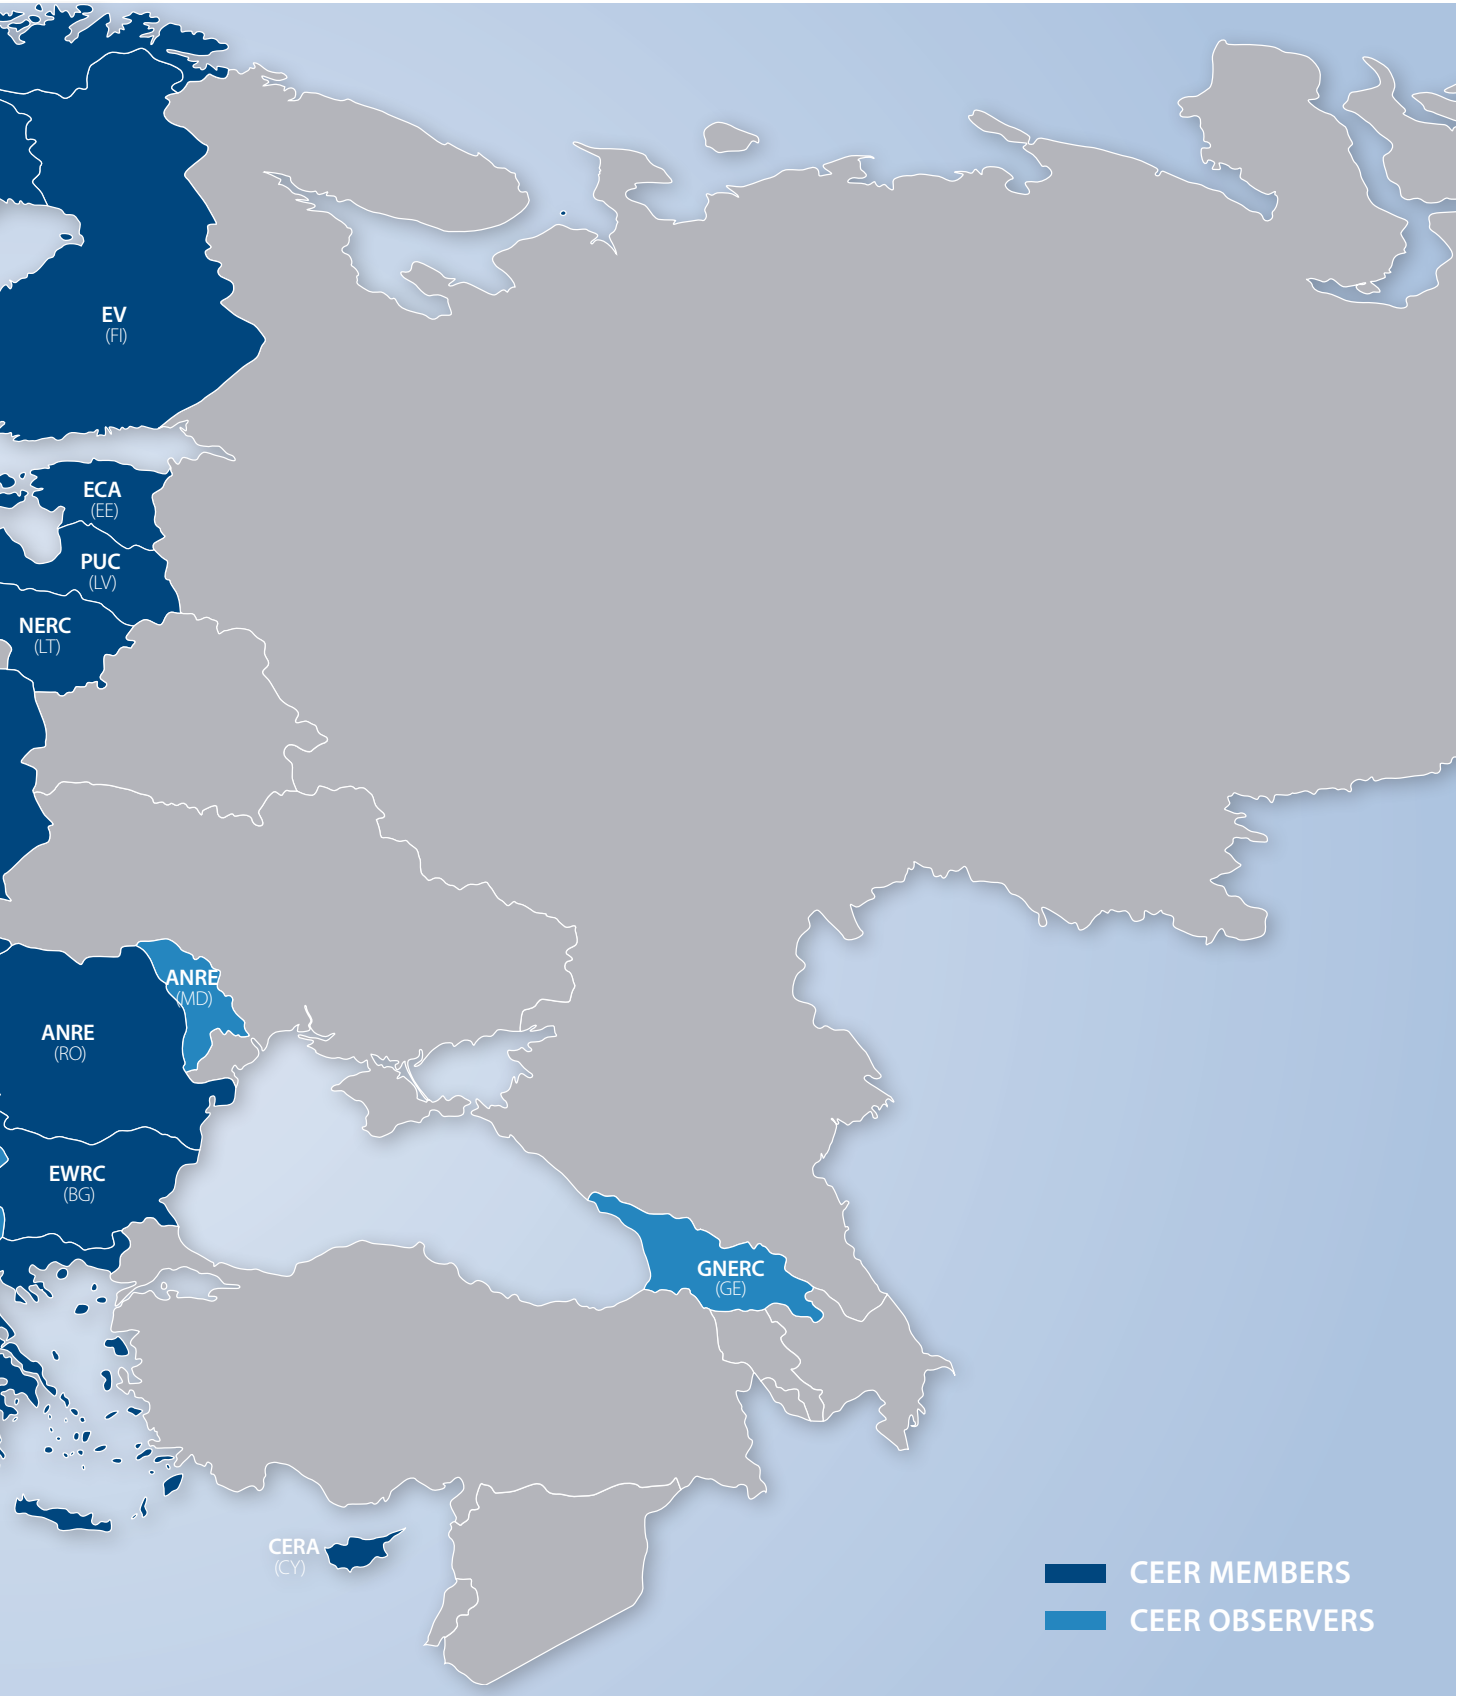 EV
(FI)
ECA
(EE)
PUC
(LV)
NERC
(LT)
ANRE
(MD)
ANRE
(RO)
EWRC
(BG)
GNERC
(GE)
CERA
(CY)
CEER MEMBERS
CEER OBSERVERS